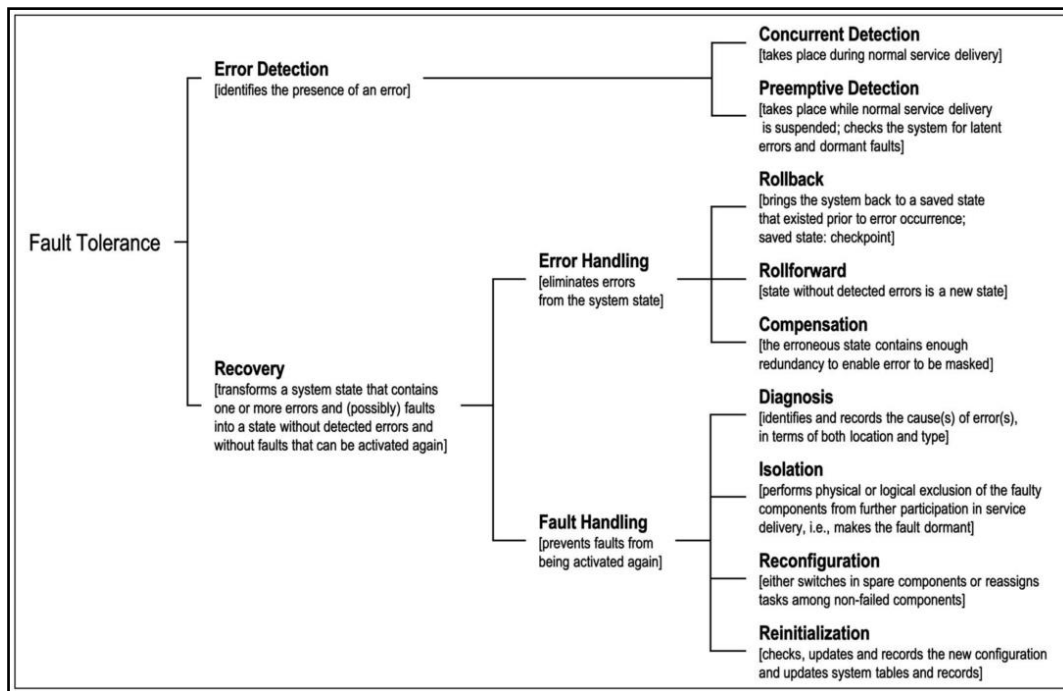 Fault Tolerance
Error Detection
[identifies the presence of an error]
Concurrent Detection
[takes place during normal service delivery]
Preemptive Detection
[takes place while normal service delivery
is suspended; checks the system for latent
errors and dormant faults]
Recovery
[transforms a system state that contains
one or more errors and (possibly) faults
into a state without detected errors and
without faults that can be activated again]
Error Handling
[eliminates errors
from the system state]
Rollback
[brings the system back to a saved state
that existed prior to error occurrence;
saved state: checkpoint]
Rollforward
[state without detected errors is a new state]
Compensation
[the erroneous state contains enough
redundancy to enable error to be masked]
Fault Handling
[prevents faults from
being activated again]
Diagnosis
[identifies and records the cause(s) of error(s),
in terms of both location and type]
Isolation
[performs physical or logical exclusion of the faulty
components from further participation in service
delivery, i.e., makes the fault dormant]
Reconfiguration
[either switches in spare components or reassigns
tasks among non-failed components]
Reinitialization
[checks, updates and records the new configuration
and updates system tables and records]